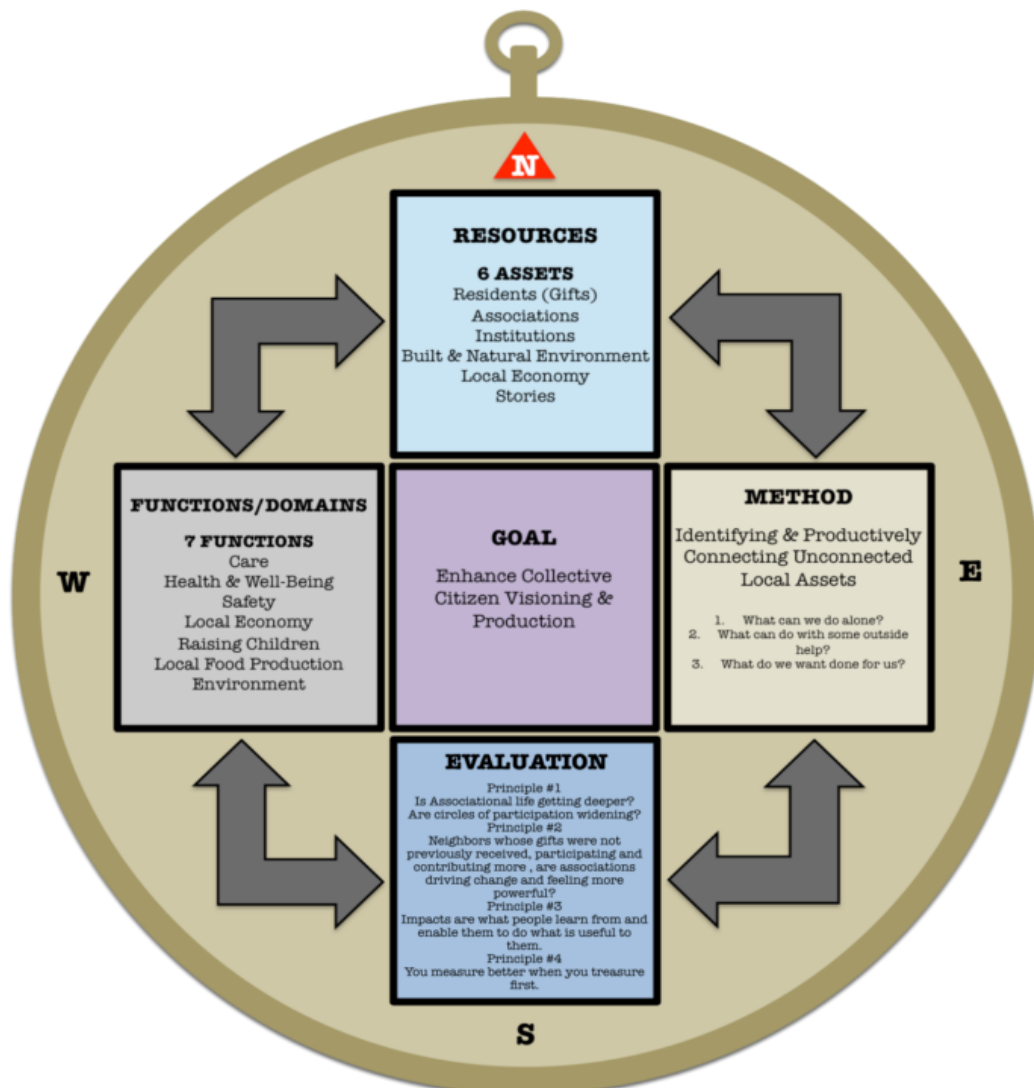 N
RESOURCES
6 ASSETS
Residents (Gifts)
Associations
Institutions
Built & Natural Environment
Local Economy
Stories
W
FUNCTIONS/DOMAINS
7 FUNCTIONS
Care
Health & Well-Being
Safety
Local Economy
Raising Children
Local Food Production
Environment
GOAL
Enhance Collective
Citizen Visioning &
Production
METHOD
Identifying & Productively
Connecting Unconnected
Local Assets
1. What can we do alone?
2. What can do with some outside
help?
3. What do we want done for us?
E
EVALUATION
Principle #1
Is Associational life getting deeper?
Are circles of participation widening?
Principle #2
Neighbors whose gifts were not
previously received, participating and
contributing more , are associations
driving change and feeling more
powerful?
Principle #3
Impacts are what people learn from and
enable them to do what is useful to
them.
Principle #4
You measure better when you treasure
first.
S